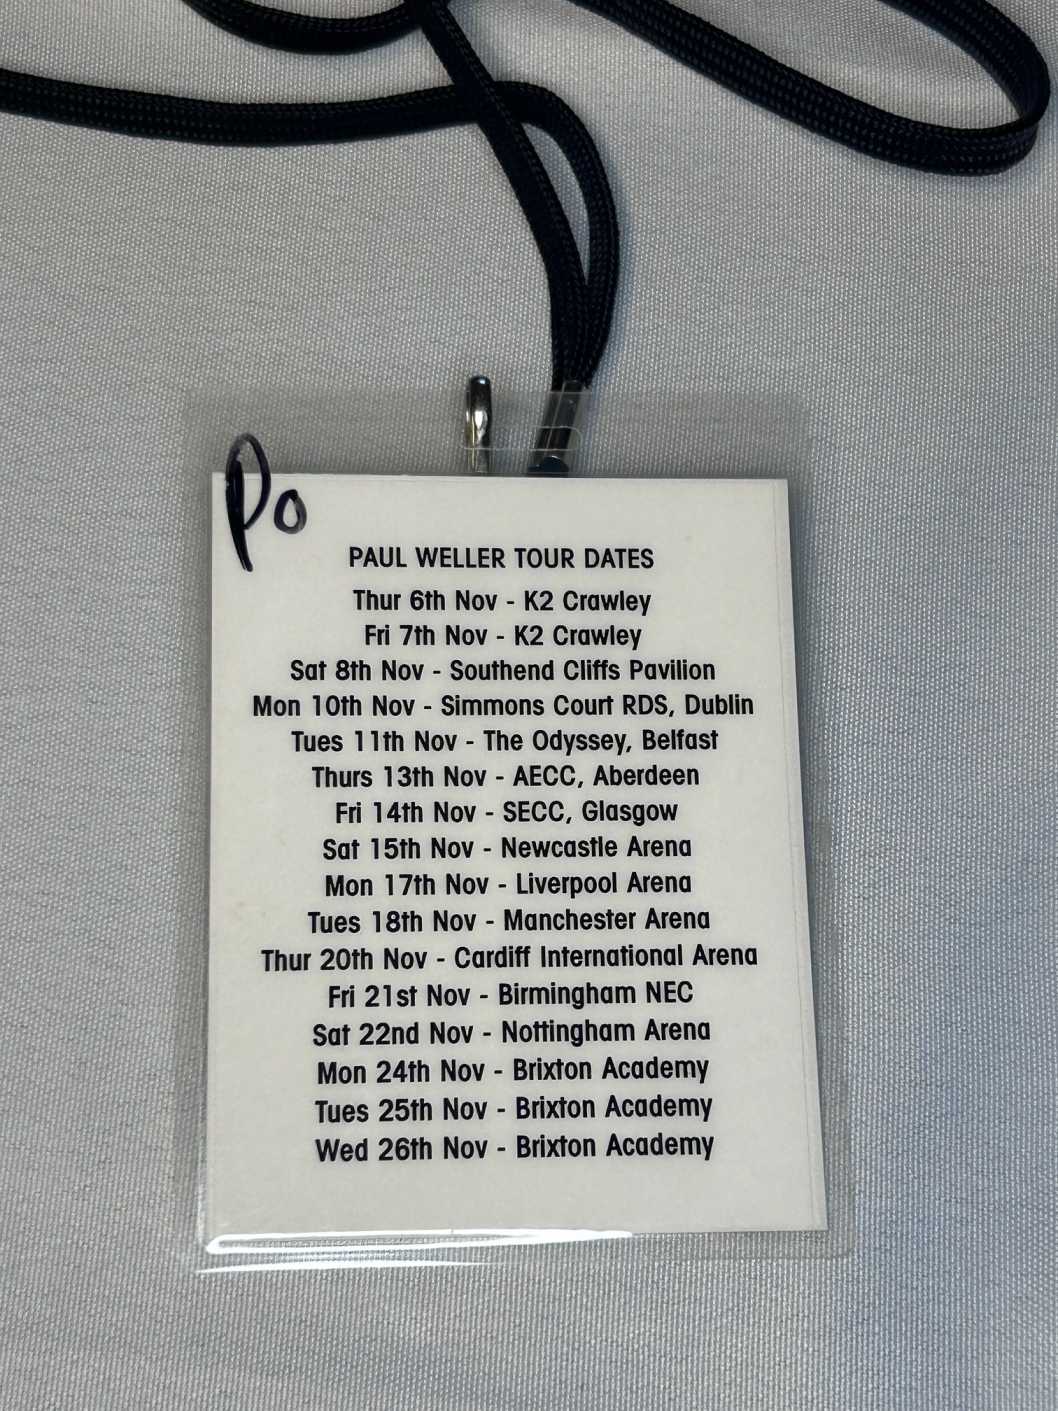 Po
PAUL WELLER TOUR DATES
Thur 6th Nov - K2 Crawley
Fri 7th Nov - K2 Crawley
Sat 8th Nov - Southend Cliffs Pavilion
Mon 10th Nov - Simmons Court RDS, Dublin
Tues 11th Nov - The Odyssey, Belfast
Thurs 13th Nov - AECC, Aberdeen
Fri 14th Nov - SECC, Glasgow
Sat 15th Nov - Newcastle Arena
Mon 17th Nov - Liverpool Arena
Tues 18th Nov - Manchester Arena
Thur 20th Nov - Cardiff International Arena
Fri 21st Nov - Birmingham NEC
Sat 22nd Nov - Nottingham Arena
Mon 24th Nov - Brixton Academy
Tues 25th Nov - Brixton Academy
Wed 26th Nov - Brixton Academy